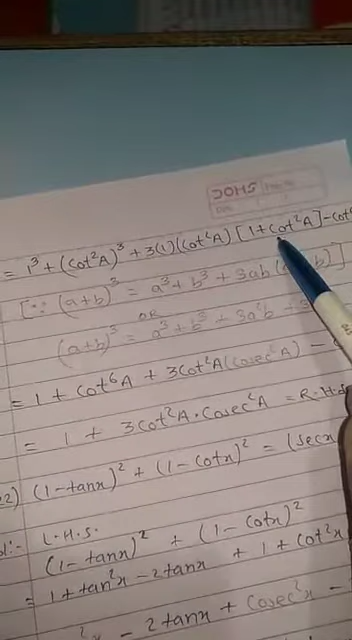 DOMS
= 1³ + (cot²A)³ + 3(1)(cot²A) [1+cot²A] - cot⁶
[∵ (a+b)³ = a³ + b³ + 3ab(a+b)]
OR
(a+b)³ = a³ + b³ + 3a²b + 3
= 1 + cot⁶A + 3cot²A(cosec²A) -
= 1 + 3cot²A · cosec²A = R.H.S
22) (1-tanx)² + (1-cotx)² = (secx
L.H.S.
(1-tanx)² + (1-cotx)²
= 1+tan²x - 2tanx + 1+cot²x
²x - 2tanx + cosec²x -